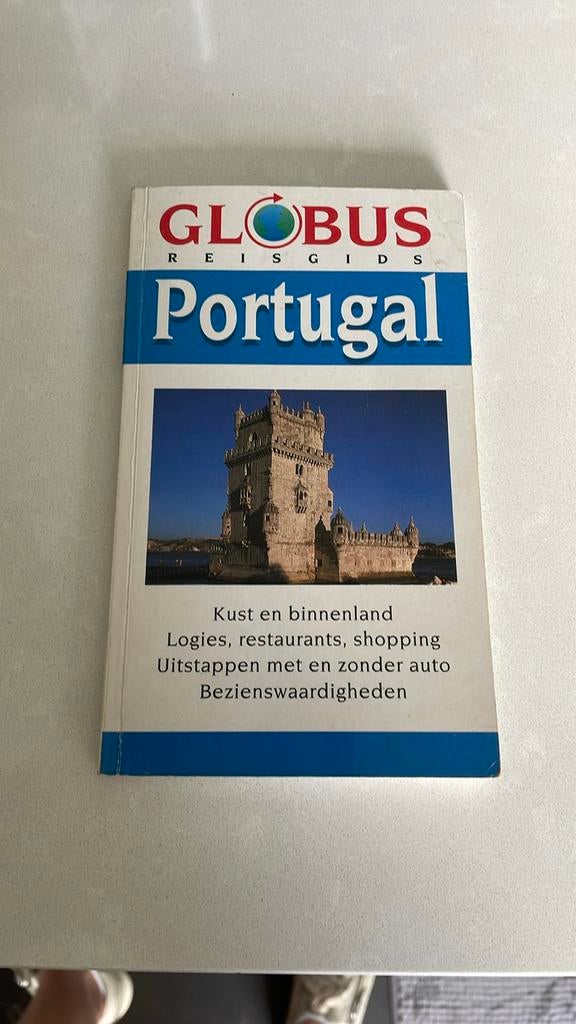 GLOBUS
REISGIDS
Portugal
Kust en binnenland
Logies, restaurants, shopping
Uitstappen met en zonder auto
Bezienswaardigheden